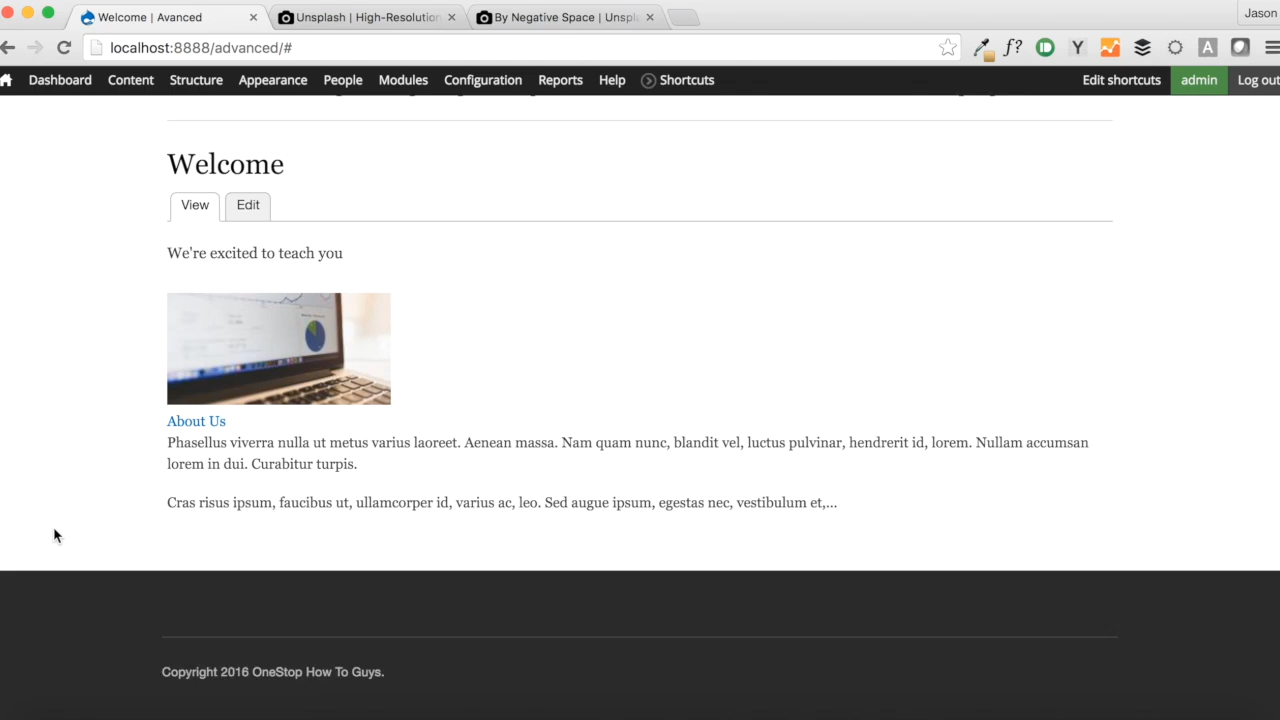 Welcome | Avanced
Unsplash | High-Resolution
By Negative Space | Unspl
Jason
localhost:8888/advanced/#
f?
Y
A
Dashboard Content Structure Appearance People Modules Configuration Reports Help Shortcuts Edit shortcuts admin Log out
Welcome
View Edit
We're excited to teach you
About Us
Phasellus viverra nulla ut metus varius laoreet. Aenean massa. Nam quam nunc, blandit vel, luctus pulvinar, hendrerit id, lorem. Nullam accumsan
lorem in dui. Curabitur turpis.
Cras risus ipsum, faucibus ut, ullamcorper id, varius ac, leo. Sed augue ipsum, egestas nec, vestibulum et,...
Copyright 2016 OneStop How To Guys.